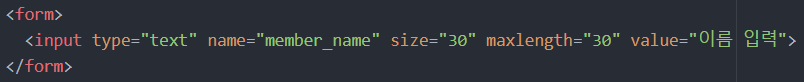 <form>
<input type="text" name="member_name" size="30" maxlength="30" value="이름 입력">
</form>